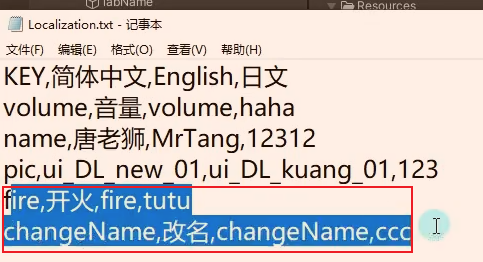 labName
Resources
Localization.txt - 记事本
文件(F) 编辑(E) 格式(O) 查看(V) 帮助(H)
KEY,简体中文,English,日文
volume,音量,volume,haha
name,唐老狮,MrTang,12312
pic,ui_DL_new_01,ui_DL_kuang_01,123
fire,开火,fire,tutu
changeName,改名,changeName,ccc